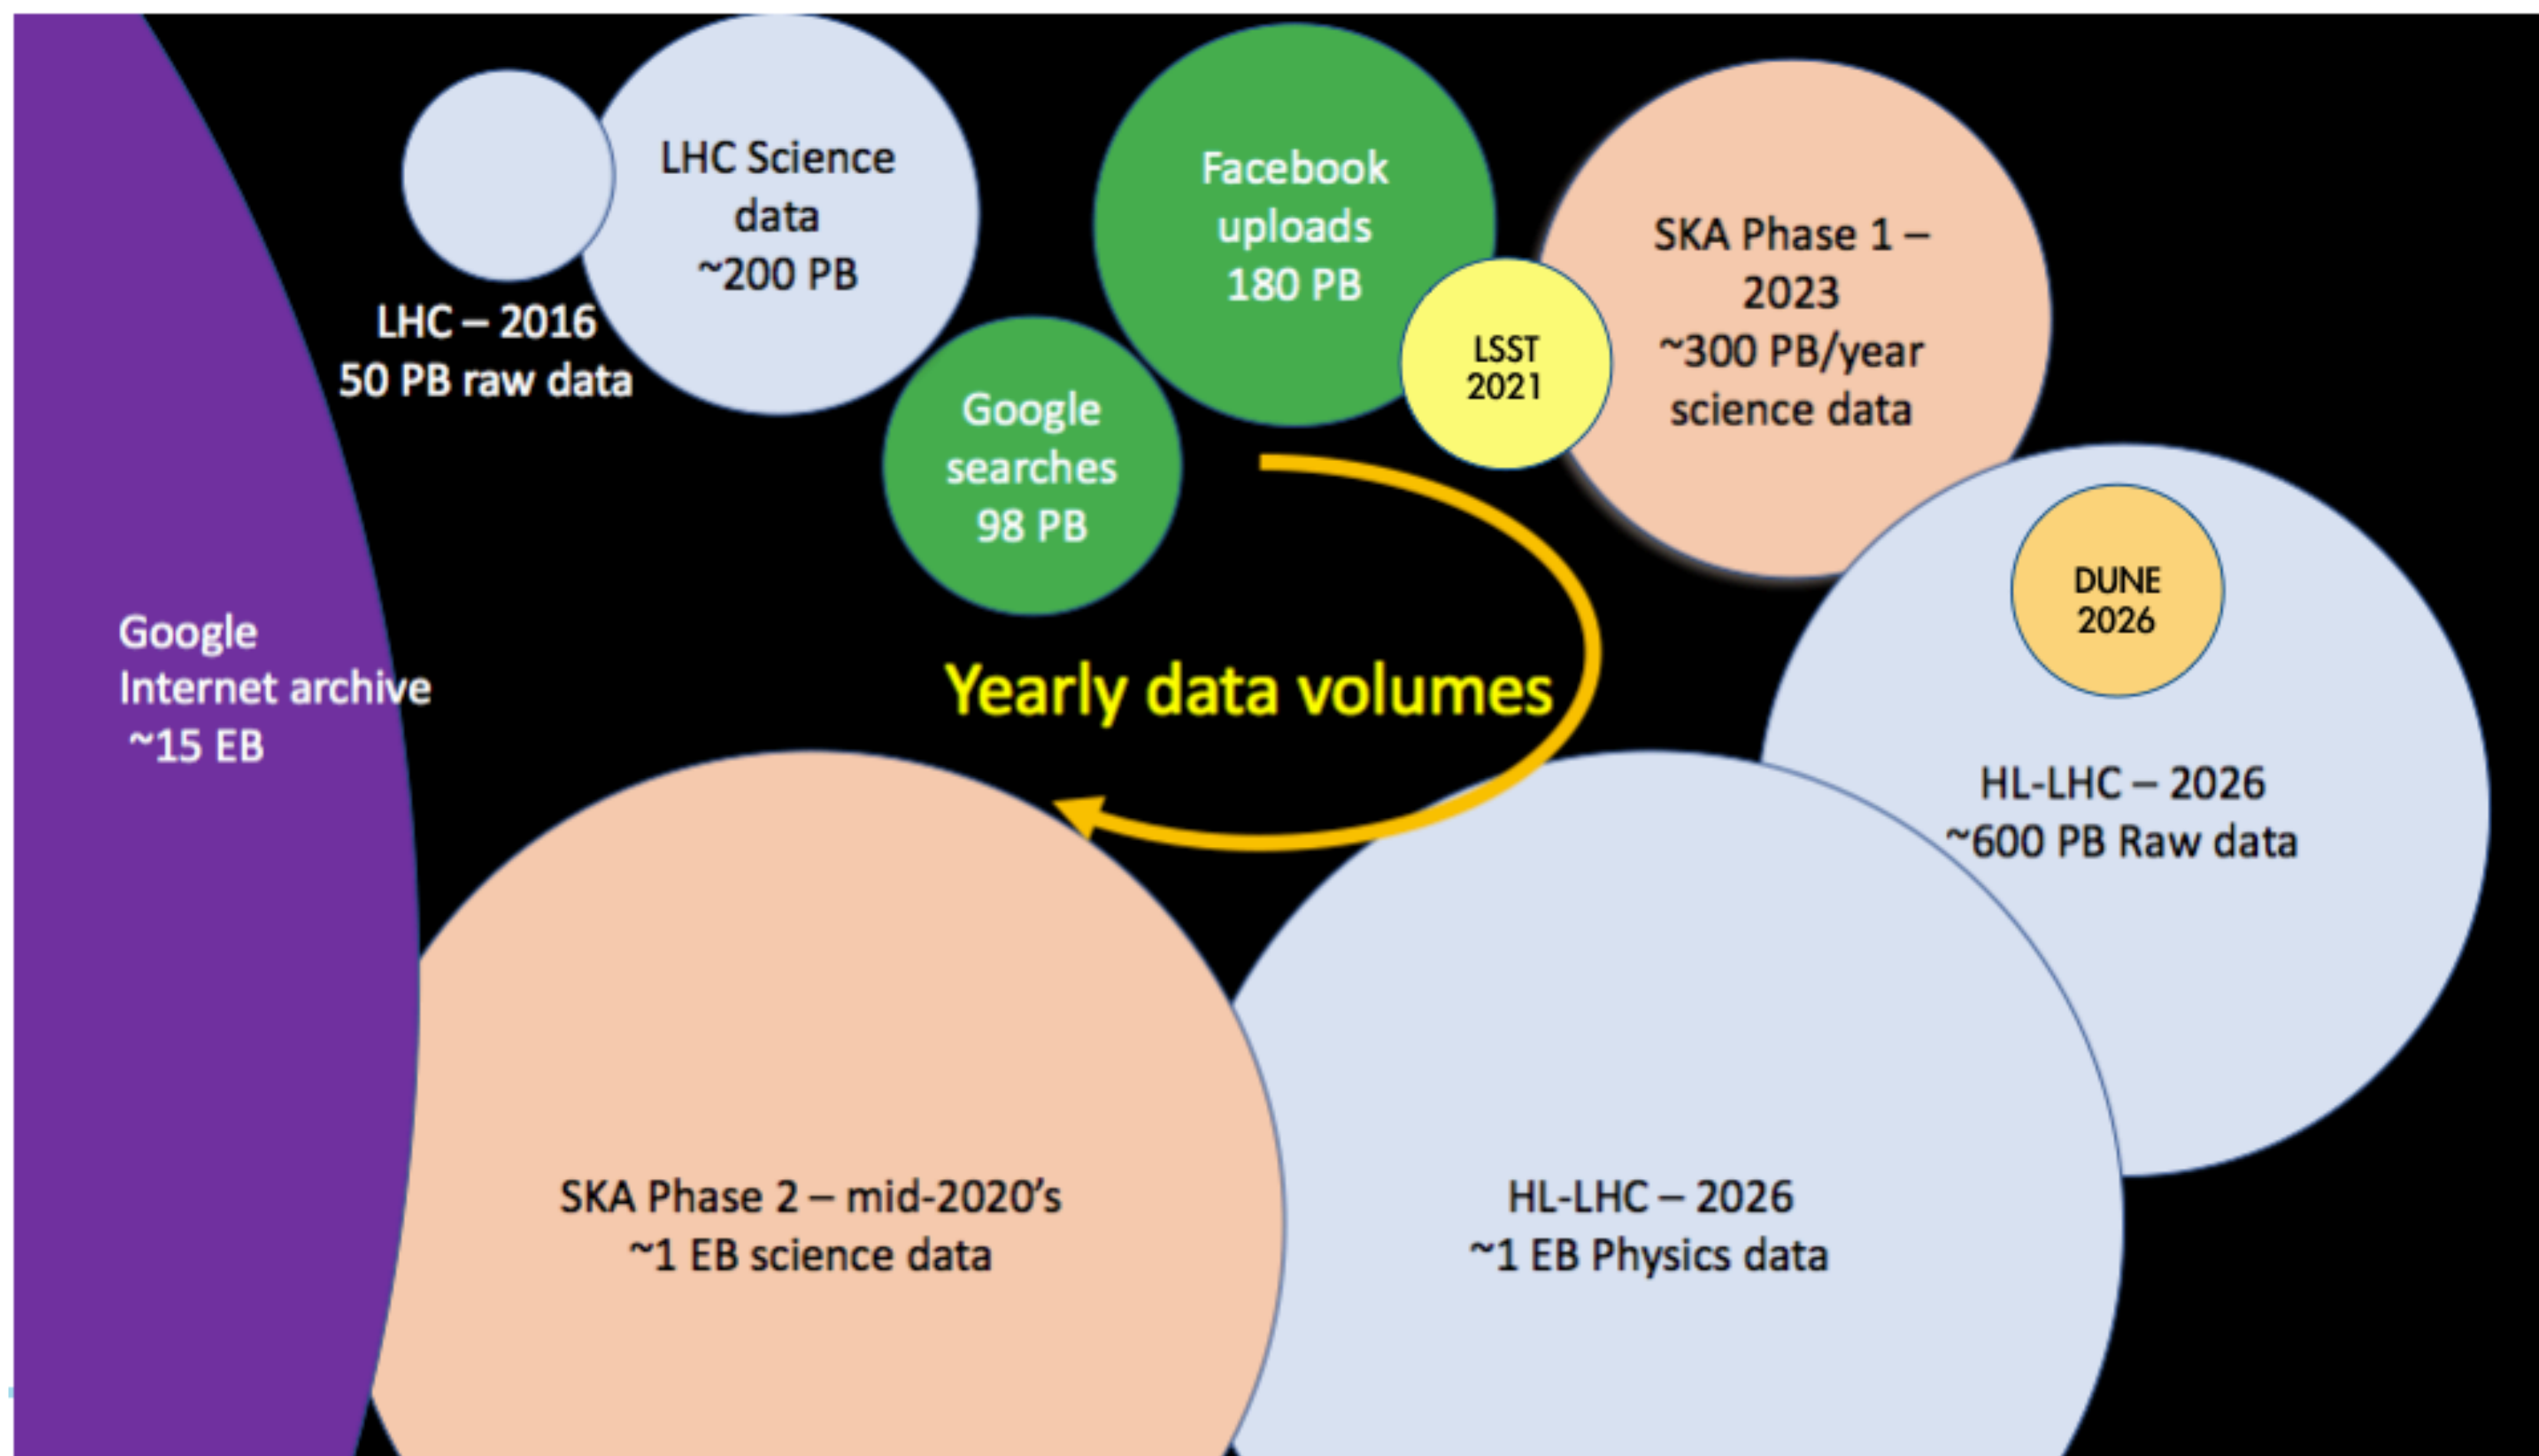 LHC Science
data
~200 PB
LHC – 2016
50 PB raw data
Facebook
uploads
180 PB
SKA Phase 1 –
2023
~300 PB/year
science data
LSST
2021
Google
searches
98 PB
DUNE
2026
Google
Internet archive
~15 EB
Yearly data volumes
HL-LHC – 2026
~600 PB Raw data
SKA Phase 2 – mid-2020’s
~1 EB science data
HL-LHC – 2026
~1 EB Physics data